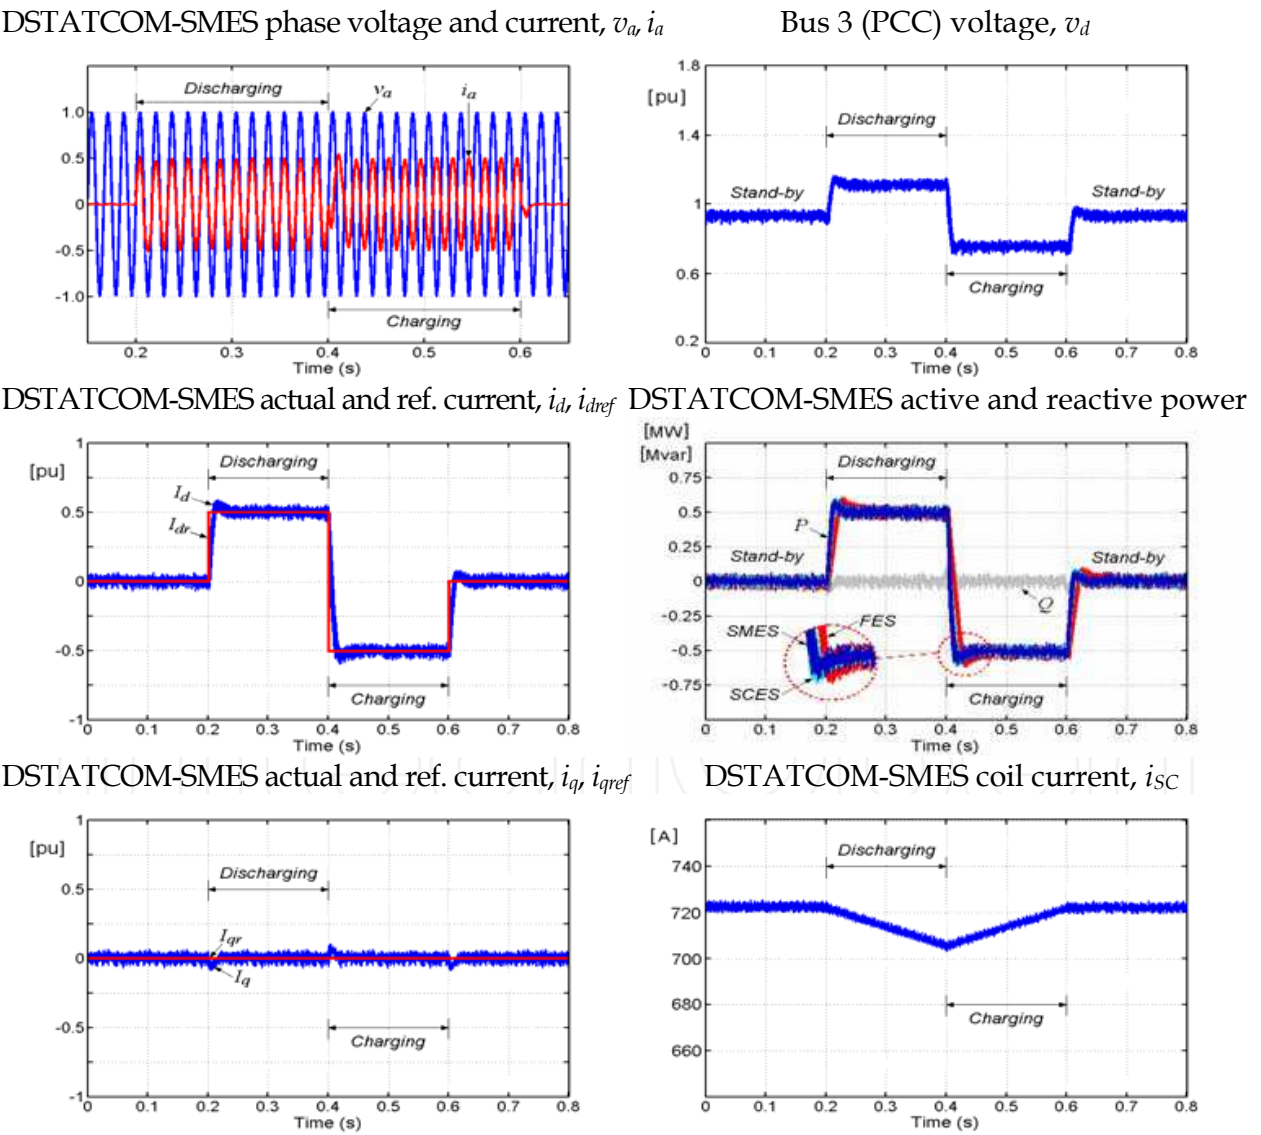 DSTATCOM-SMES phase voltage and current, va, ia
Discharging
va
ia
1.0
0.5
0
-0.5
-1.0
Charging
0.2 0.3 0.4 0.5 0.6
Time (s)
Bus 3 (PCC) voltage, vd
1.8
[pu]
1.4
Discharging
Stand-by
Stand-by
1
0.6
Charging
0.2
0 0.1 0.2 0.3 0.4 0.5 0.6 0.7 0.8
Time (s)
DSTATCOM-SMES actual and ref. current, id, idref
1
[pu]
Discharging
Id
0.5
Idr
0
-0.5
Charging
-1
0 0.1 0.2 0.3 0.4 0.5 0.6 0.7 0.8
Time (s)
DSTATCOM-SMES active and reactive power
[MW]
[Mvar]
Discharging
0.75
0.5
P
0.25
Stand-by
Stand-by
0
Q
-0.25
FES
SMES
-0.5
SCES
-0.75
Charging
0 0.1 0.2 0.3 0.4 0.5 0.6 0.7 0.8
Time (s)
DSTATCOM-SMES actual and ref. current, iq, iqref
1
[pu]
Discharging
0.5
Iqr
0
Iq
-0.5
Charging
-1
0 0.1 0.2 0.3 0.4 0.5 0.6 0.7 0.8
Time (s)
DSTATCOM-SMES coil current, iSC
[A]
Discharging
740
720
700
680
Charging
660
0 0.1 0.2 0.3 0.4 0.5 0.6 0.7 0.8
Time (s)